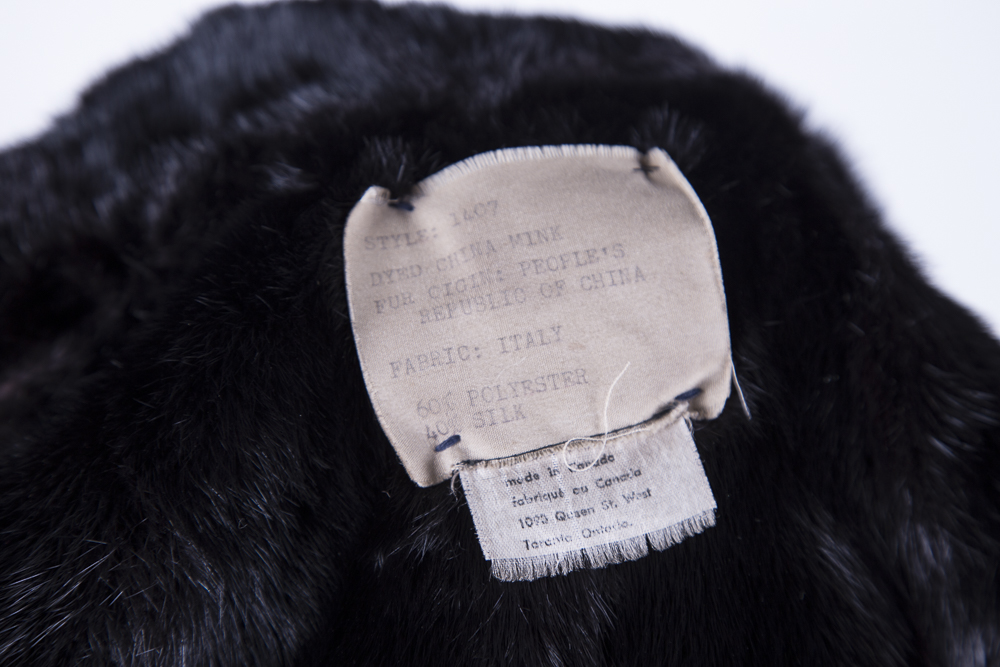 STYLE: 1407
DYED CHINA MINK
FUR OIGIN: PEOPLE'S
REPUBLIC OF CHINA
FABRIC: ITALY
60% POLYESTER
40% SILK
made in Canada
fabriqué au Canada
1093 Queen St. West
Toronto Ontario.